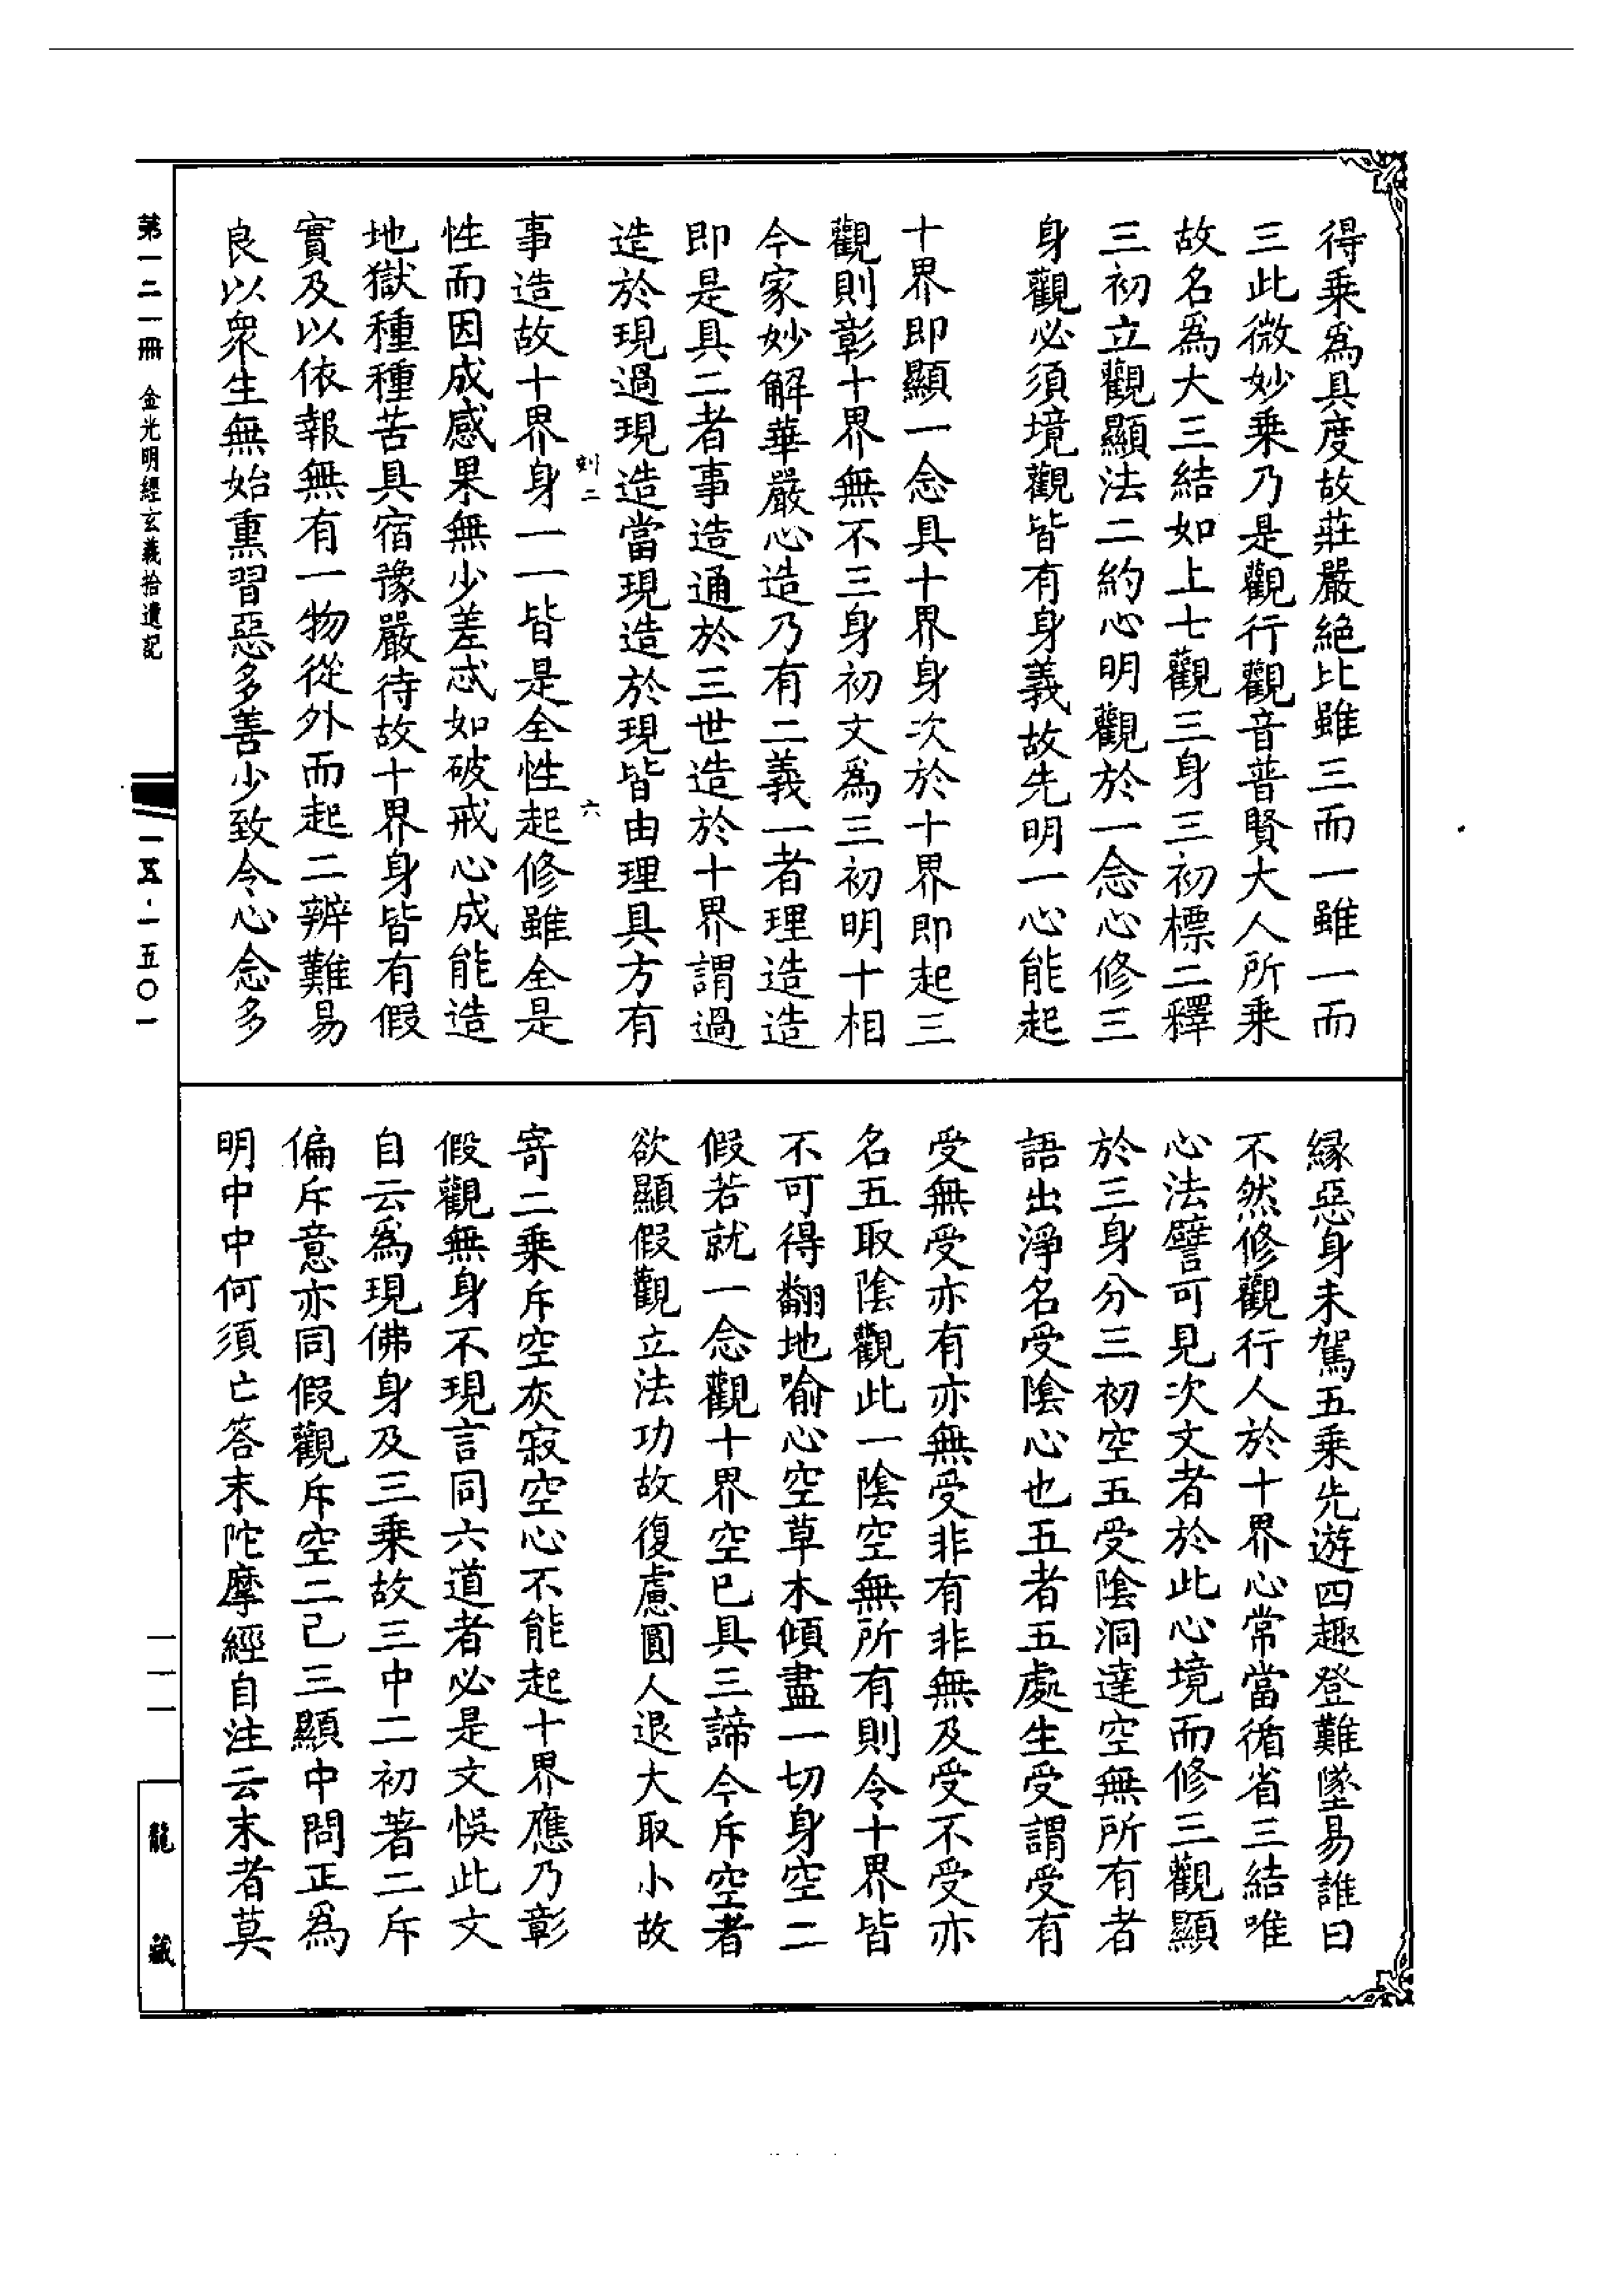 得乘爲具度故莊嚴絕比雖三而一雖一而
三此微妙乘乃是觀行觀音普賢大人所乘
故名爲大三結如上七觀三身三初標二釋
三初立觀顯法二約心明觀於一念心修三
身觀必須境觀皆有身義故先明一心能起
十界即顯一念具十界身次於十界即起三
觀則彰十界無不三身初文爲三初明十相
今家妙解華嚴心造乃有二義一者理造造
即是具二者事造通於三世造於十界謂過
造於現過現造當現造於現皆由理具方有
刻二
六
事造故十界身一一皆是全性起修雖全是
性而因成感果無少差忒如破戒心成能造
地獄種種苦具宿豫嚴待故十界身皆有假
實及以依報無有一物從外而起二辨難易
良以衆生無始熏習惡多善少致令心念多
緣惡身未駕五乘先遊四趣登難墜易誰曰
不然修觀行人於十界心常當循省三結唯
心法譬可見次文者於此心境而修三觀顯
於三身分三初空五受陰洞達空無所有者
語出淨名受陰心也五者五處生受謂受有
受無受亦有亦無受非有非無及受不受亦
名五取陰觀此一陰空無所有則令十界皆
不可得翻地喻心空草木傾盡一切身空二
假若就一念觀十界空已具三諦今斥空者
欲顯假觀立法功故復慮圓人退大取小故
寄二乘斥空灰寂空心不能起十界應乃彰
假觀無身不現言同六道者必是文悞此文
自云爲現佛身及三乘故三中二初著二斥
偏斥意亦同假觀斥空二己三顯中問正爲
明中中何須亡答末陀摩經自注云末者莫
第一二一冊 金光明經玄義拾遺記
一五·一五〇一
一一一
龍藏